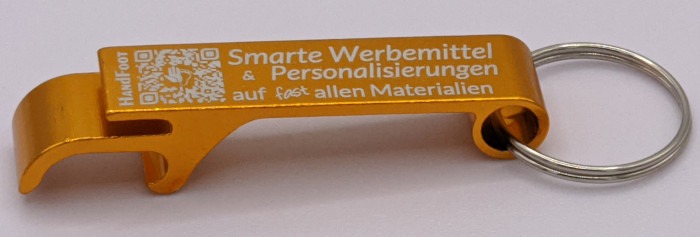 HANDFOOT
Smarte Werbemittel
& Personalisierungen
auf fast allen Materialien